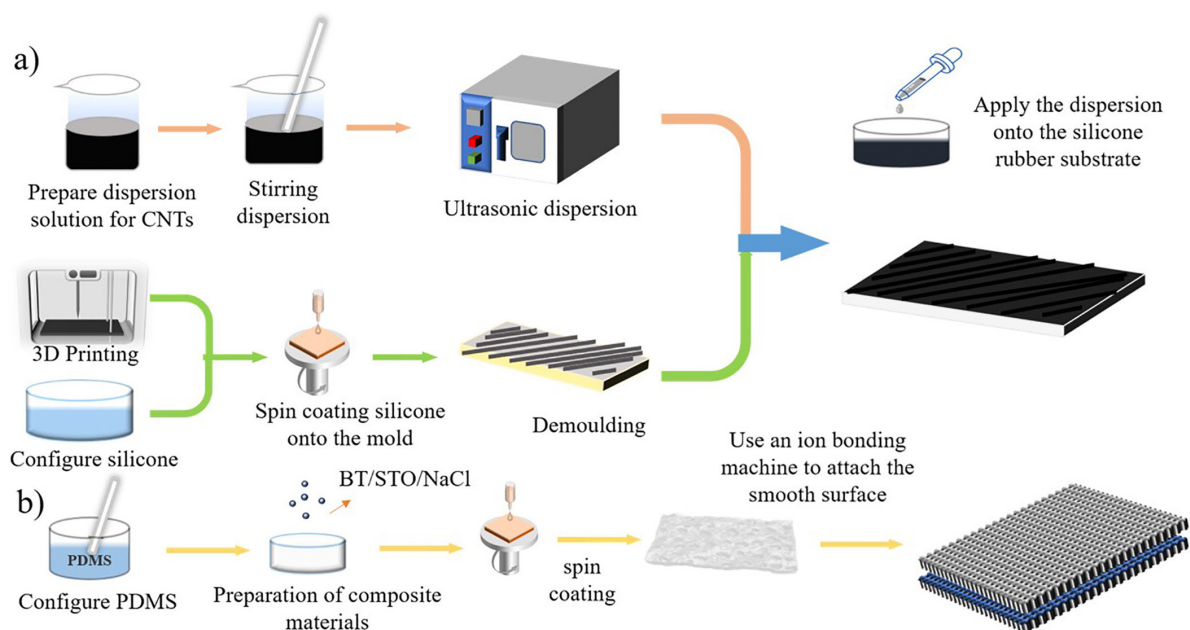 a)
Prepare dispersion
solution for CNTs
Stirring
dispersion
Ultrasonic dispersion
Apply the dispersion
onto the silicone
rubber substrate
3D Printing
Configure silicone
Spin coating silicone
onto the mold
Demoulding
b)
PDMS
Configure PDMS
BT/STO/NaCl
Preparation of composite
materials
spin
coating
Use an ion bonding
machine to attach the
smooth surface